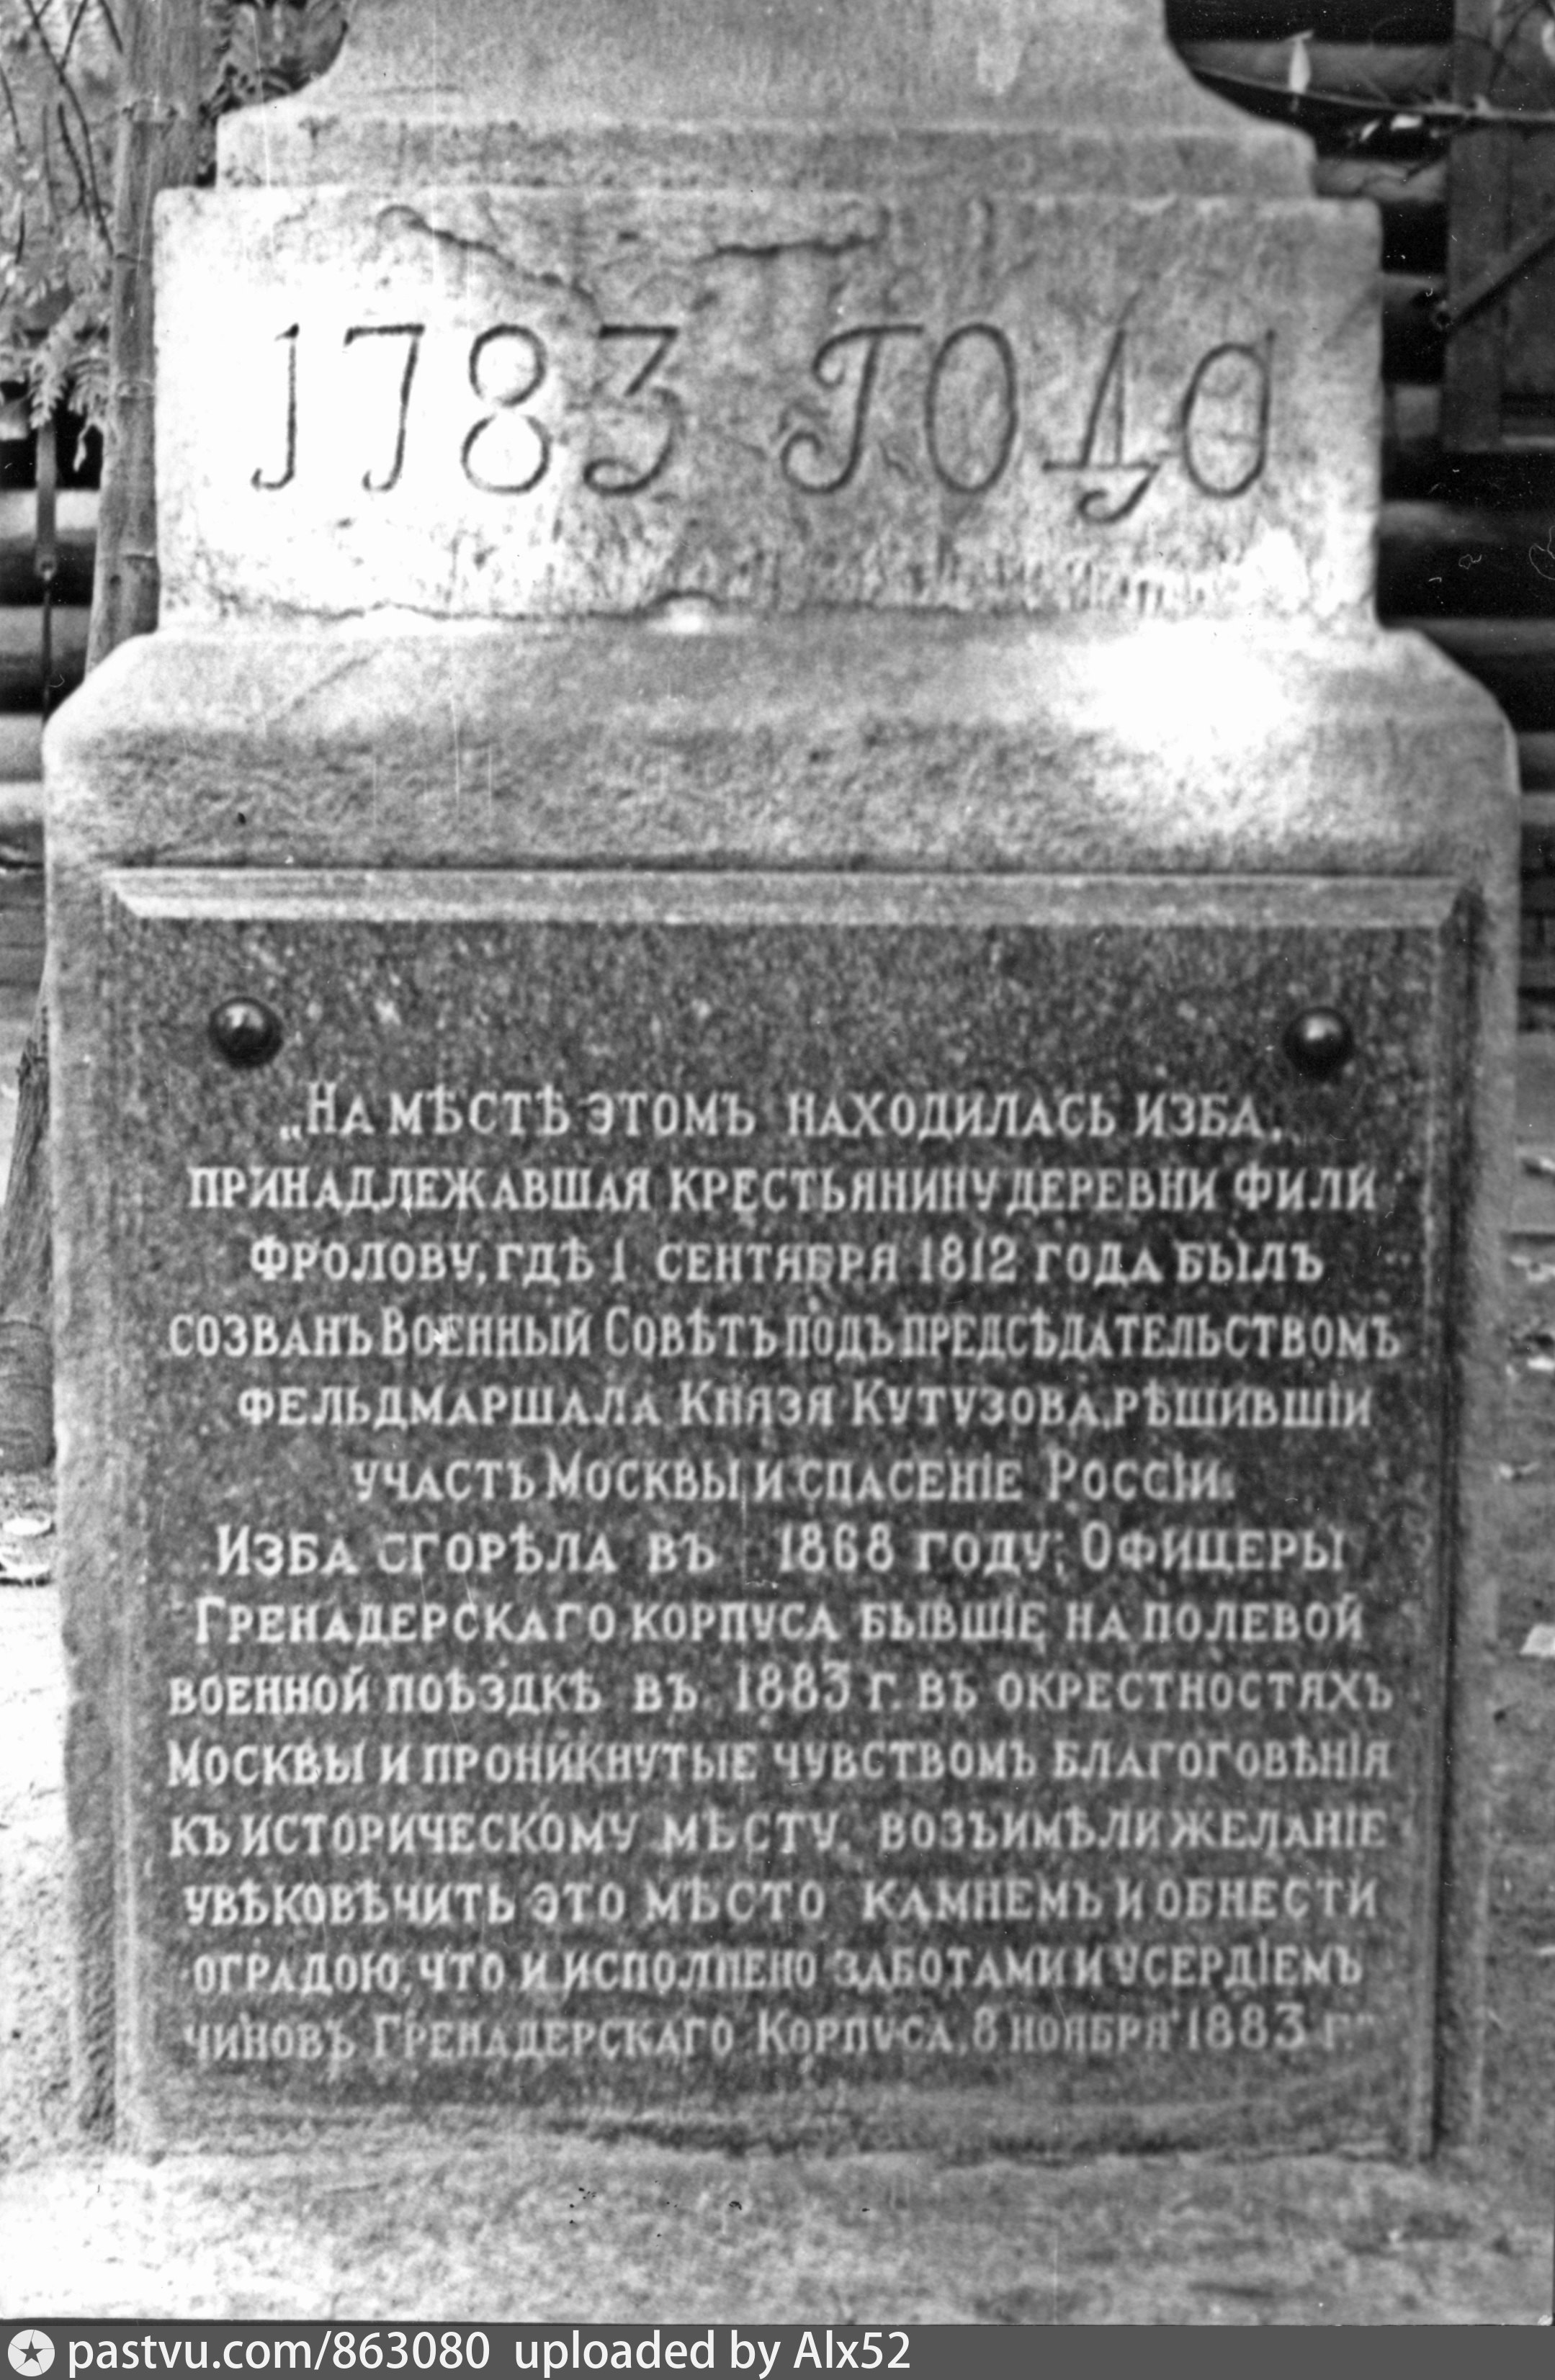 1783 ГОДО
„НА МѢСТѢ ЭТОМЪ НАХОДИЛАСЬ ИЗБА,
ПРИНАДЛЕЖАВШАЯ КРЕСТЬЯНИНУ ДЕРЕВНИ ФИЛИ
ФРОЛОВУ, ГДѢ 1 СЕНТЯБРЯ 1812 ГОДА БЫЛЪ
СОЗВАНЪ ВОЕННЫЙ СОВѢТЪ ПОДЪ ПРЕДСѢДАТЕЛЬСТВОМЪ
ФЕЛЬДМАРШАЛА КНЯЗЯ КУТУЗОВА, РѢШИВШІЙ
УЧАСТЬ МОСКВЫ И СПАСЕНІЕ РОССІИ.
ИЗБА СГОРѢЛА ВЪ 1868 ГОДУ; ОФИЦЕРЫ
ГРЕНАДЕРСКАГО КОРПУСА БЫВШІЕ НА ПОЛЕВОЙ
ВОЕННОЙ ПОѢЗДКѢ ВЪ 1883 Г. ВЪ ОКРЕСТНОСТЯХЪ
МОСКВЫ И ПРОНИКНУТЫЕ ЧУВСТВОМЪ БЛАГОГОВѢНІЯ
КЪ ИСТОРИЧЕСКОМУ МѢСТУ, ВОЗЪИМѢЛИ ЖЕЛАНІЕ
УВѢКОВѢЧИТЬ ЭТО МѢСТО КАМНЕМЪ И ОБНЕСТИ
ОГРАДОЮ, ЧТО И ИСПОЛНЕНО ЗАБОТАМИ И УСЕРДІЕМЪ
ЧИНОВЪ ГРЕНАДЕРСКАГО КОРПУСА, 8 НОЯБРЯ 1883 Г."
pastvu.com/863080 uploaded by Alx52